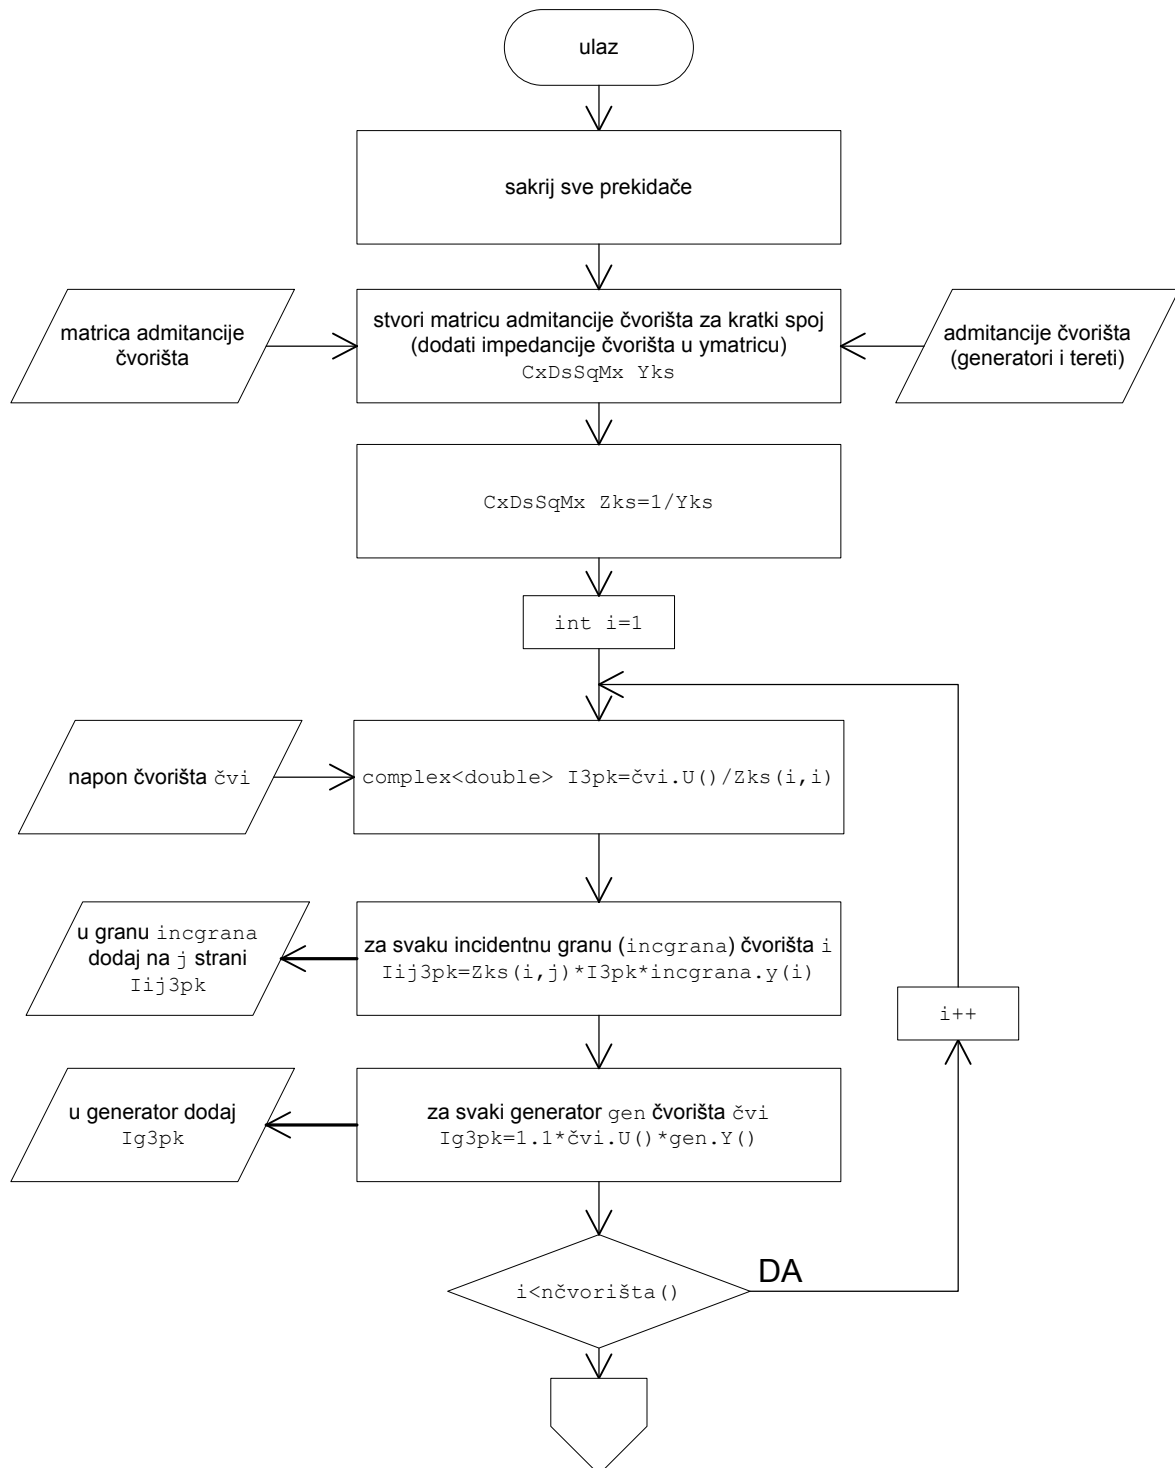 ulaz
sakrij sve prekidače
matrica admitancije
čvorišta
stvori matricu admitancije čvorišta za kratki spoj
(dodati impedancije čvorišta u ymatricu)
CxDsSqMx Yks
admitancije čvorišta
(generatori i tereti)
CxDsSqMx Zks=1/Yks
int i=1
napon čvorišta čvi
complex<double> I3pk=čvi.U()/Zks(i,i)
u granu incgrana
dodaj na j strani
Iij3pk
za svaku incidentnu granu (incgrana) čvorišta i
Iij3pk=Zks(i,j)*I3pk*incgrana.y(i)
i++
u generator dodaj
Ig3pk
za svaki generator gen čvorišta čvi
Ig3pk=1.1*čvi.U()*gen.Y()
DA
i<nčvorišta()